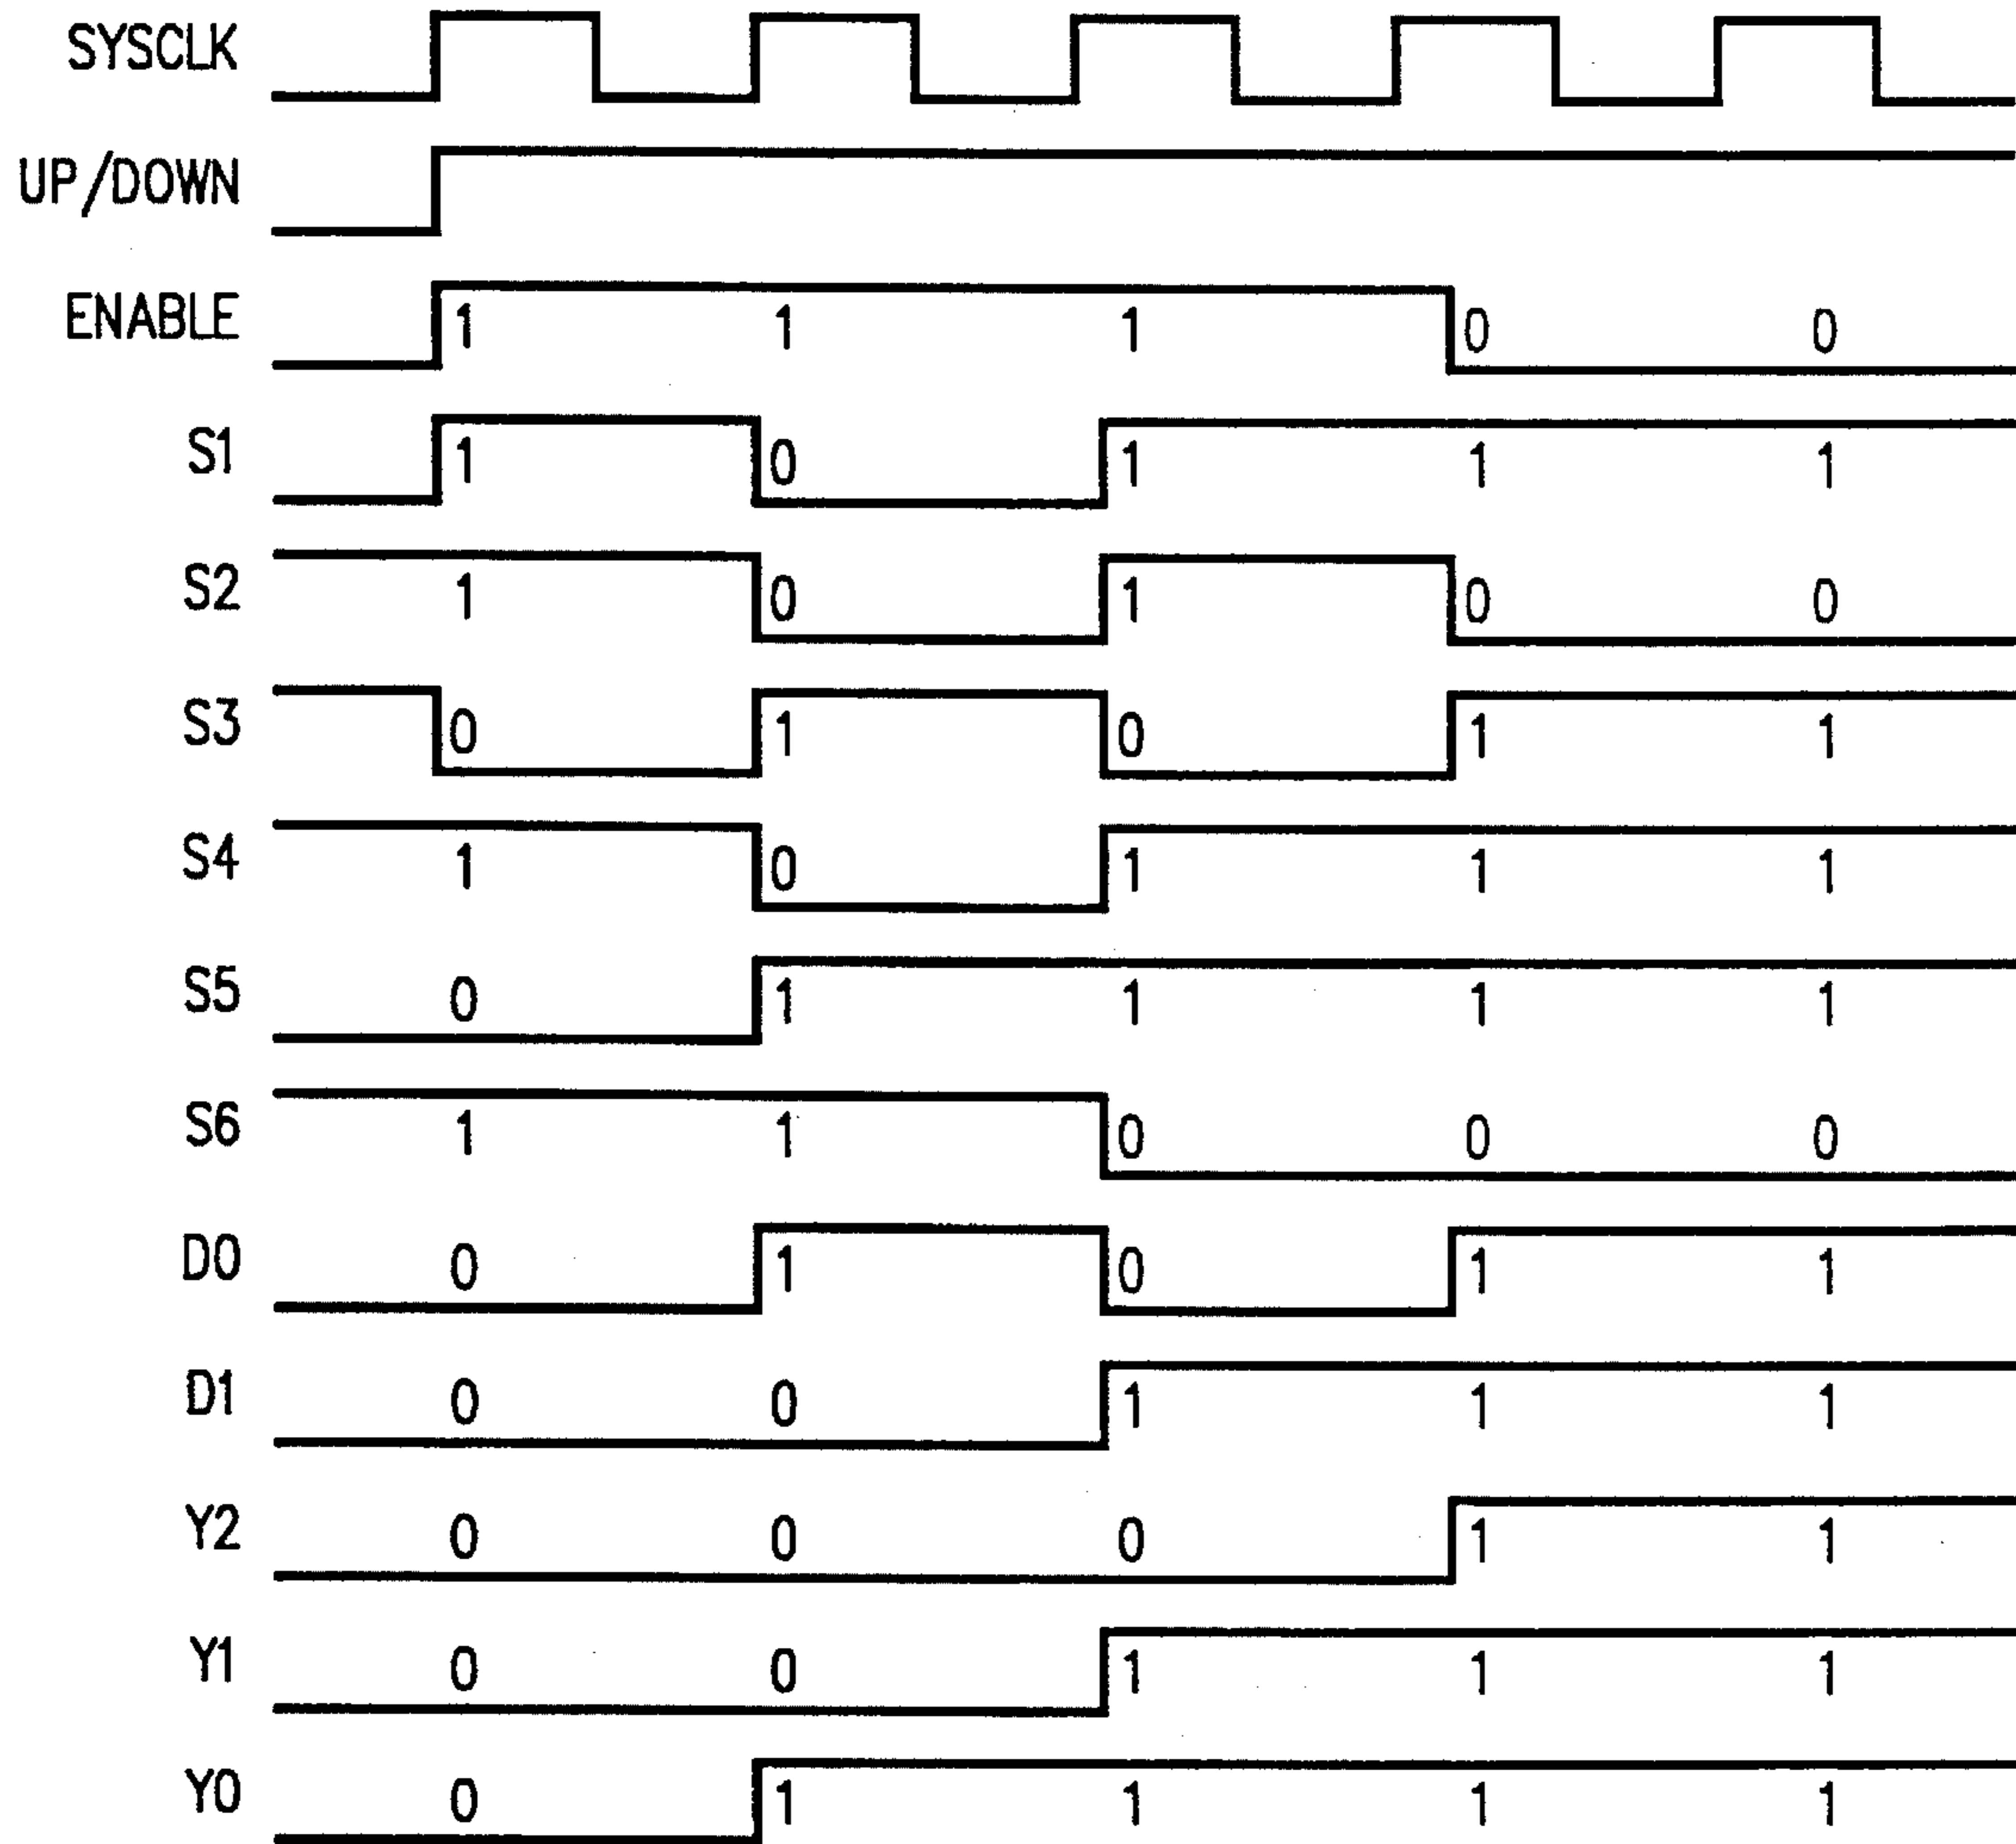 SYSCLK
UP/DOWN
ENABLE 1 1 1 0 0
S1 1 0 1 1 1
S2 1 0 1 0 0
S3 0 1 0 1 1
S4 1 0 1 1 1
S5 0 1 1 1 1
S6 1 1 0 0 0
D0 0 1 0 1 1
D1 0 0 1 1 1
Y2 0 0 0 1 1
Y1 0 0 1 1 1
Y0 0 1 1 1 1